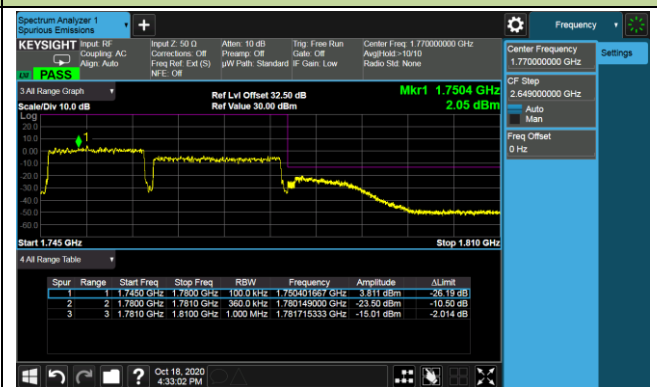 Spectrum Analyzer 1
Spurious Emissions
+
Frequency
KEYSIGHT Input: RF Input Z: 50 Ω Atten: 10 dB Trig: Free Run Center Freq: 1.770000000 GHz
Coupling: AC Corrections: Off Preamp: Off Gate: Off Avg|Hold:>10/10
Align: Auto Freq Ref: Ext (S) µW Path: Standard IF Gain: Low Radio Std: None
NFE: Off
LXI PASS
3 All Range Graph
Scale/Div 10.0 dB
Ref Lvl Offset 32.50 dB
Ref Value 30.00 dBm
Mkr1 1.7504 GHz
2.05 dBm
Log
20.0
10.0
0.00
-10.0
-20.0
-30.0
-40.0
-50.0
-60.0
1
Start 1.745 GHz Stop 1.810 GHz
4 All Range Table
Spur Range Start Freq Stop Freq RBW Frequency Amplitude ΔLimit
1 1 1.7450 GHz 1.7800 GHz 100.0 kHz 1.750401667 GHz 3.811 dBm -26.19 dB
2 2 1.7800 GHz 1.7810 GHz 360.0 kHz 1.780149000 GHz -23.50 dBm -10.50 dB
3 3 1.7810 GHz 1.8100 GHz 1.000 MHz 1.781715333 GHz -15.01 dBm -2.014 dB
?
Oct 18, 2020
4:33:02 PM
Center Frequency
1.770000000 GHz
Settings
CF Step
2.649000000 GHz
Auto
Man
Freq Offset
0 Hz